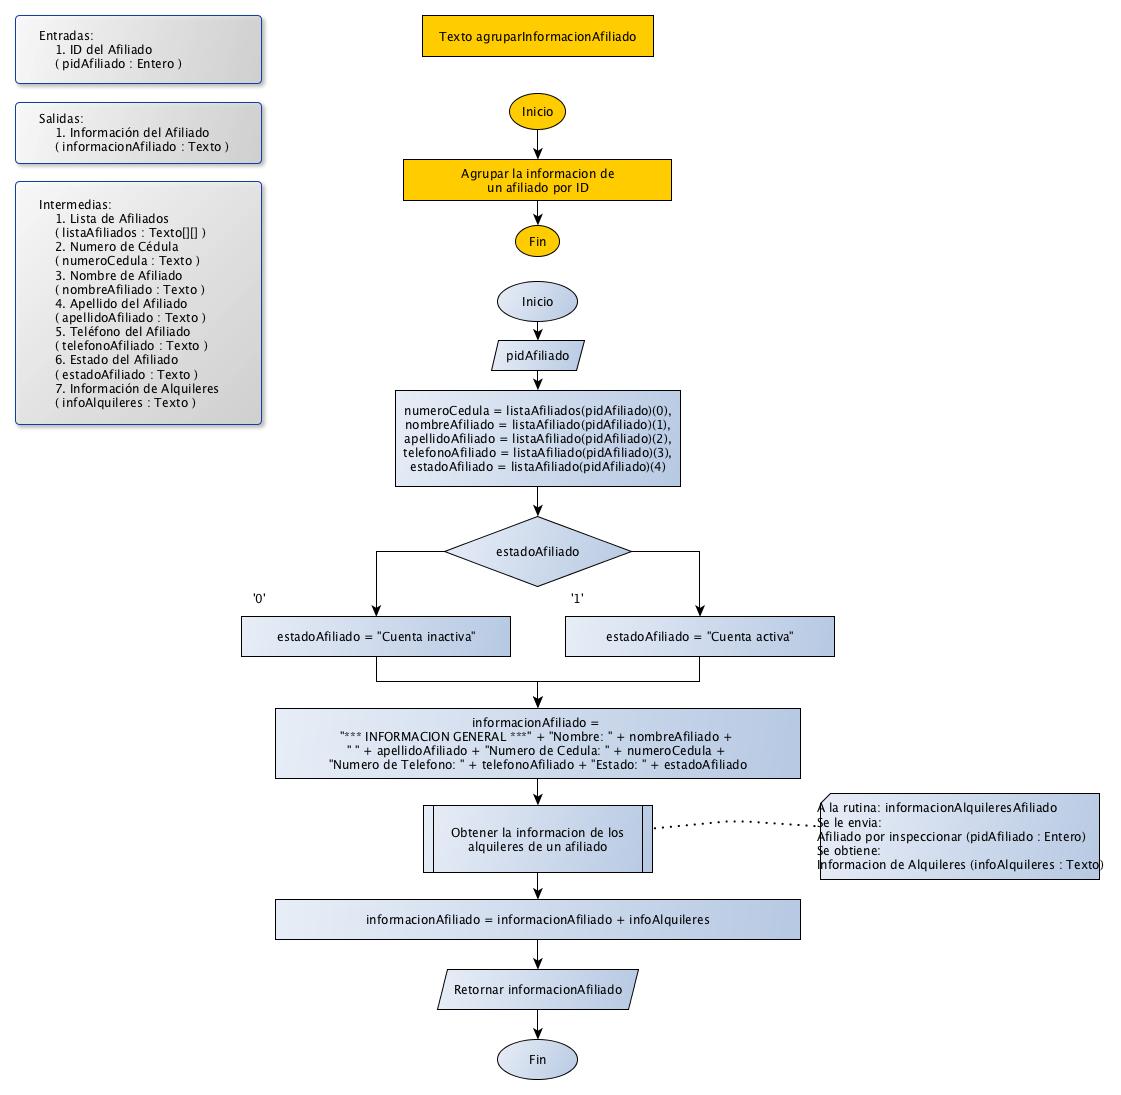 Entradas:
1. ID del Afiliado
( pidAfiliado : Entero )
Salidas:
1. Información del Afiliado
( informacionAfiliado : Texto )
Intermedias:
1. Lista de Afiliados
( listaAfiliados : Texto[][] )
2. Numero de Cédula
( numeroCedula : Texto )
3. Nombre de Afiliado
( nombreAfiliado : Texto )
4. Apellido del Afiliado
( apellidoAfiliado : Texto )
5. Teléfono del Afiliado
( telefonoAfiliado : Texto )
6. Estado del Afiliado
( estadoAfiliado : Texto )
7. Información de Alquileres
( infoAlquileres : Texto )
Texto agruparInformacionAfiliado
Inicio
Agrupar la informacion de
un afiliado por ID
Fin
Inicio
pidAfiliado
numeroCedula = listaAfiliados(pidAfiliado)(0),
nombreAfiliado = listaAfiliado(pidAfiliado)(1),
apellidoAfiliado = listaAfiliado(pidAfiliado)(2),
telefonoAfiliado = listaAfiliado(pidAfiliado)(3),
estadoAfiliado = listaAfiliado(pidAfiliado)(4)
estadoAfiliado
'0'
'1'
estadoAfiliado = "Cuenta inactiva"
estadoAfiliado = "Cuenta activa"
informacionAfiliado =
"*** INFORMACION GENERAL ***" + "Nombre: " + nombreAfiliado +
" " + apellidoAfiliado + "Numero de Cedula: " + numeroCedula +
"Numero de Telefono: " + telefonoAfiliado + "Estado: " + estadoAfiliado
Obtener la informacion de los
alquileres de un afiliado
A la rutina: informacionAlquileresAfiliado
Se le envia:
Afiliado por inspeccionar (pidAfiliado : Entero)
Se obtiene:
Informacion de Alquileres (infoAlquileres : Texto)
informacionAfiliado = informacionAfiliado + infoAlquileres
Retornar informacionAfiliado
Fin